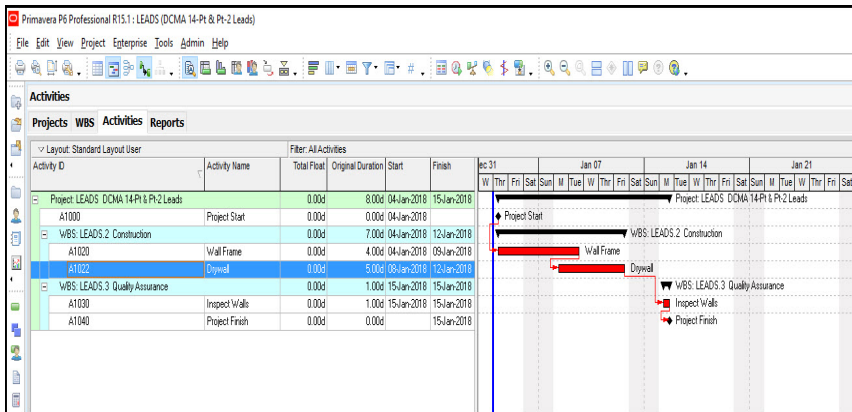 Primavera P6 Professional R15.1 : LEADS (DCMA 14-Pt & Pt-2 Leads)
File Edit View Project Enterprise Tools Admin Help
Activities
Projects WBS Activities Reports
Layout: Standard Layout User Filter: All Activities
Activity ID Activity Name Total Float Original Duration Start Finish
ec 31 Jan 07 Jan 14 Jan 21
W Thr Fri Sat Sun M Tue W Thr Fri Sat Sun M Tue W Thr Fri Sat Sun M Tue W Thr Fri Sat
Project: LEADS DCMA 14-Pt & Pt-2 Leads 0.00d 8.00d 04-Jan-2018 15-Jan-2018 Project: LEADS DCMA 14-Pt & Pt-2 Leads
A1000 Project Start 0.00d 0.00d 04-Jan-2018 Project Start
WBS: LEADS.2 Construction 0.00d 7.00d 04-Jan-2018 12-Jan-2018 WBS: LEADS.2 Construction
A1020 Wall Frame 0.00d 4.00d 04-Jan-2018 09-Jan-2018 Wall Frame
A1022 Drywall 0.00d 5.00d 08-Jan-2018 12-Jan-2018 Drywall
WBS: LEADS.3 Quality Assurance 0.00d 1.00d 15-Jan-2018 15-Jan-2018 WBS: LEADS.3 Quality Assurance
A1030 Inspect Walls 0.00d 1.00d 15-Jan-2018 15-Jan-2018 Inspect Walls
A1040 Project Finish 0.00d 0.00d 15-Jan-2018 Project Finish